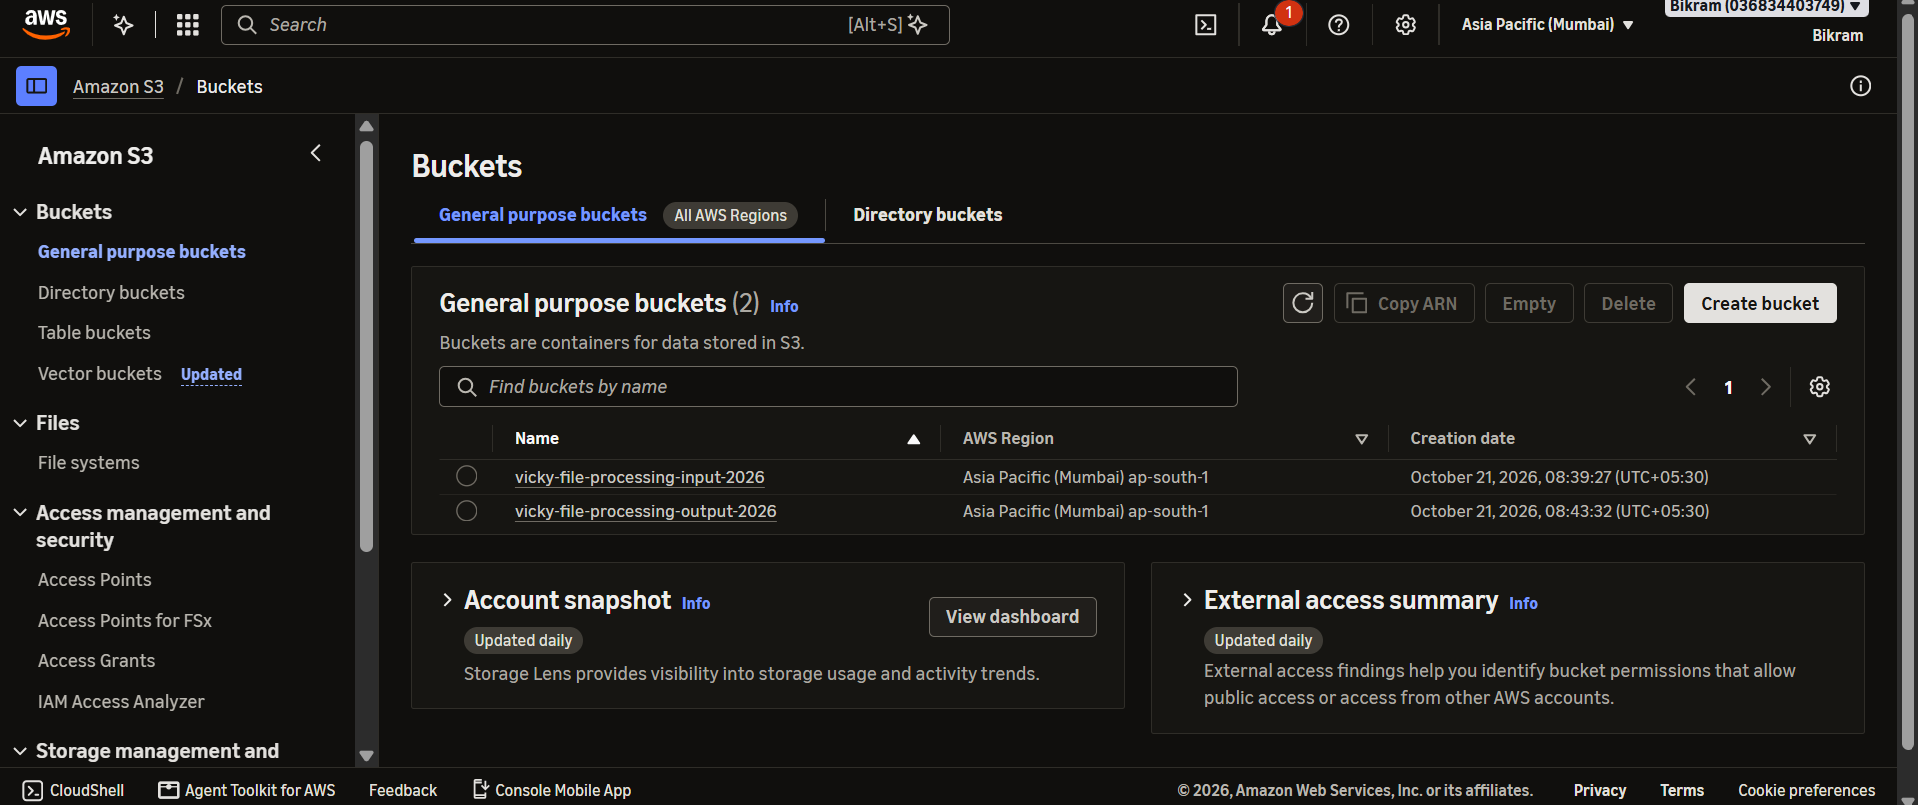 aws
Search [Alt+S]
1
Asia Pacific (Mumbai)
Bikram (036834403749)
Bikram
Amazon S3 / Buckets
Amazon S3
Buckets
General purpose buckets
Directory buckets
Table buckets
Vector buckets Updated
Files
File systems
Access management and
security
Access Points
Access Points for FSx
Access Grants
IAM Access Analyzer
Storage management and
Buckets
General purpose buckets All AWS Regions Directory buckets
General purpose buckets (2) Info
Copy ARN Empty Delete Create bucket
Buckets are containers for data stored in S3.
Find buckets by name
1
Name AWS Region Creation date
vicky-file-processing-input-2026 Asia Pacific (Mumbai) ap-south-1 October 21, 2026, 08:39:27 (UTC+05:30)
vicky-file-processing-output-2026 Asia Pacific (Mumbai) ap-south-1 October 21, 2026, 08:43:32 (UTC+05:30)
Account snapshot Info
Updated daily
View dashboard
Storage Lens provides visibility into storage usage and activity trends.
External access summary Info
Updated daily
External access findings help you identify bucket permissions that allow
public access or access from other AWS accounts.
CloudShell Agent Toolkit for AWS Feedback Console Mobile App
© 2026, Amazon Web Services, Inc. or its affiliates. Privacy Terms Cookie preferences